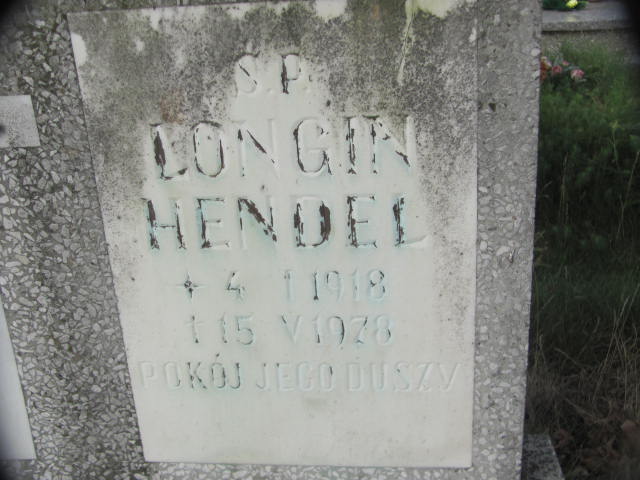 Ś.P.
LONGIN
HENDEL
4 I 1918
† 15 V 1978
POKÓJ JEGO DUSZY